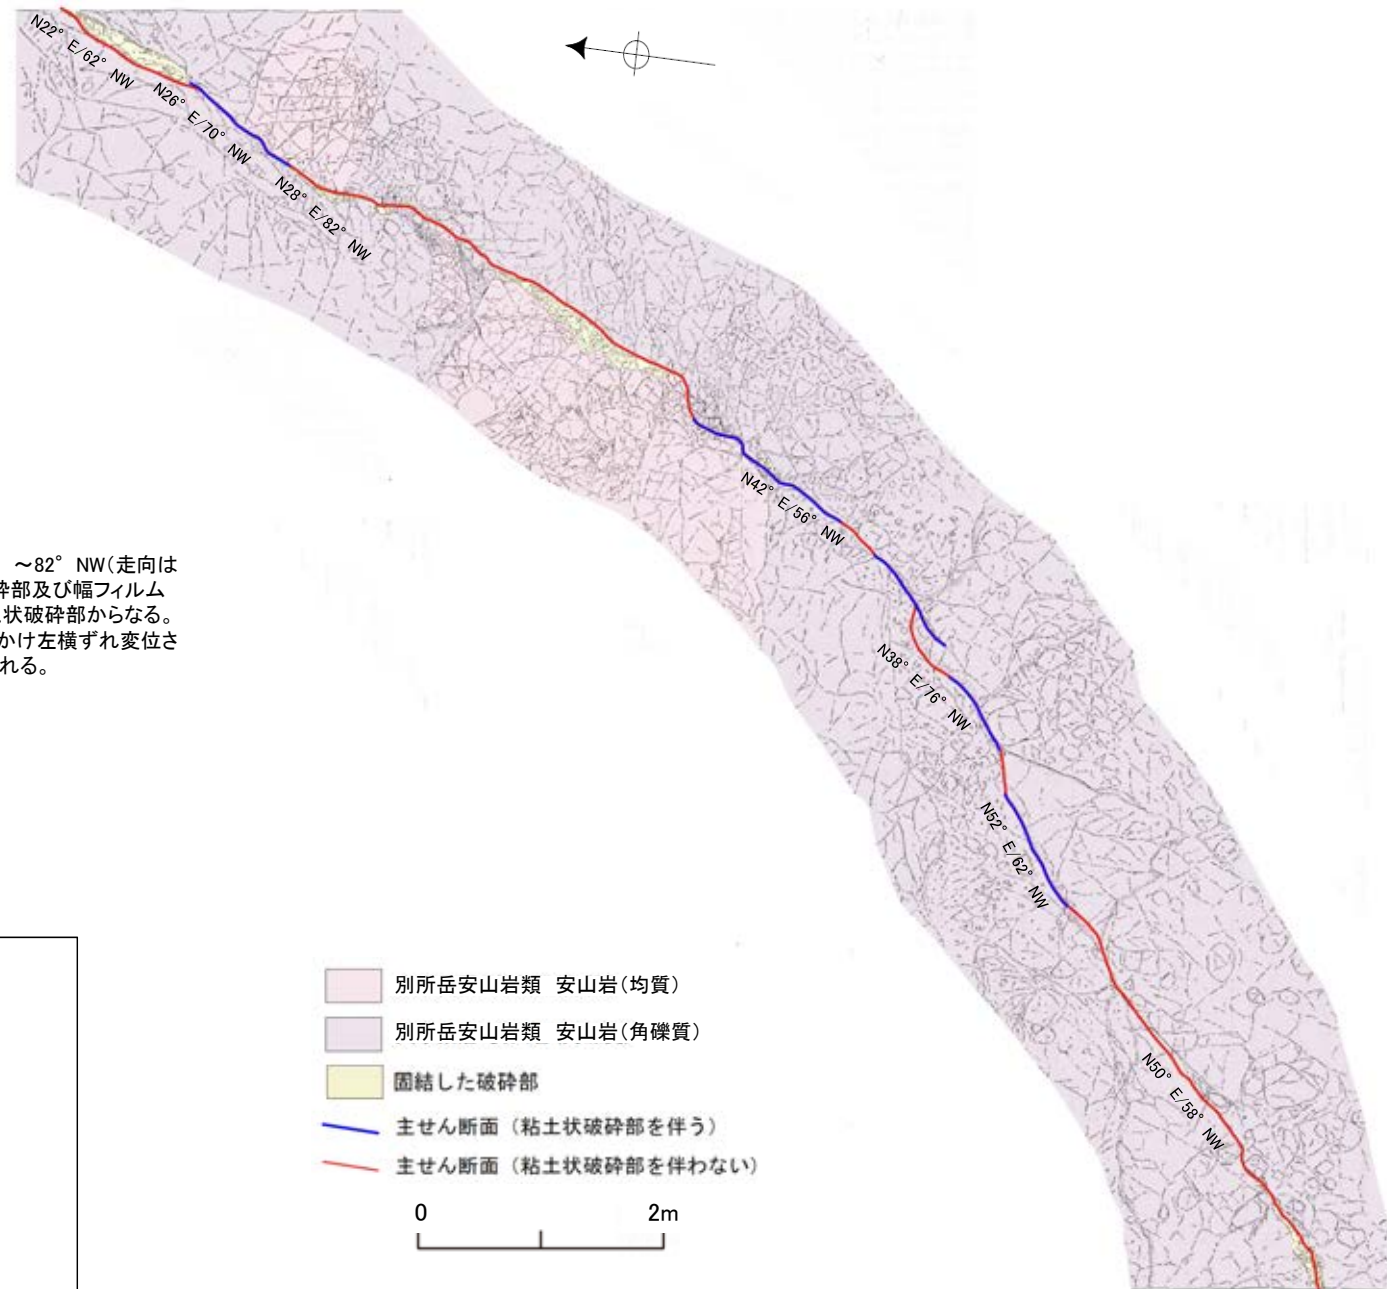 N22° E/62° NW
N26° E/70° NW
N28° E/82° NW
N42° E/56° NW
～82° NW（走向は
砕部及び幅フィルム
状破砕部からなる。
かけ左横ずれ変位さ
れる。
N38° E/76° NW
N52° E/62° NW
N50° E/58° NW
別所岳安山岩類 安山岩（均質）
別所岳安山岩類 安山岩（角礫質）
固結した破砕部
主せん断面（粘土状破砕部を伴う）
主せん断面（粘土状破砕部を伴わない）
0 2m